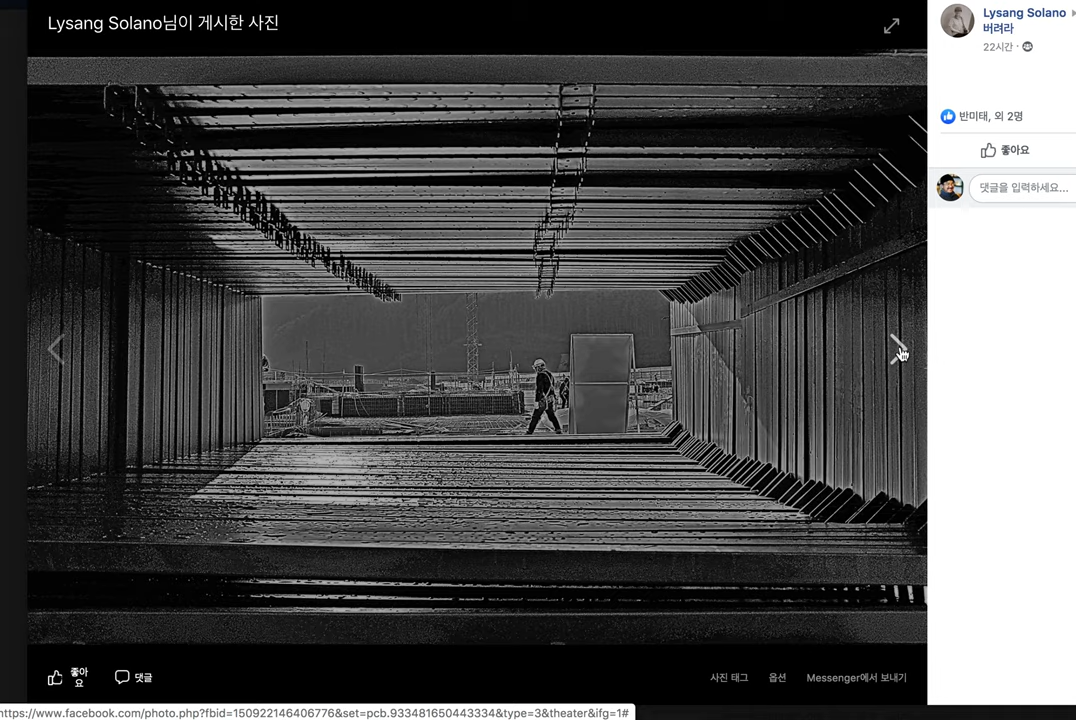 Lysang Solano님이 게시한 사진
Lysang Solano
버려라
22시간 ·
반미태, 외 2명
좋아요
댓글을 입력하세요...
좋아
요
댓글
사진 태그
옵션
Messenger에서 보내기
https://www.facebook.com/photo.php?fbid=150922146406776&set=pcb.933481650443334&type=3&theater&ifg=1#